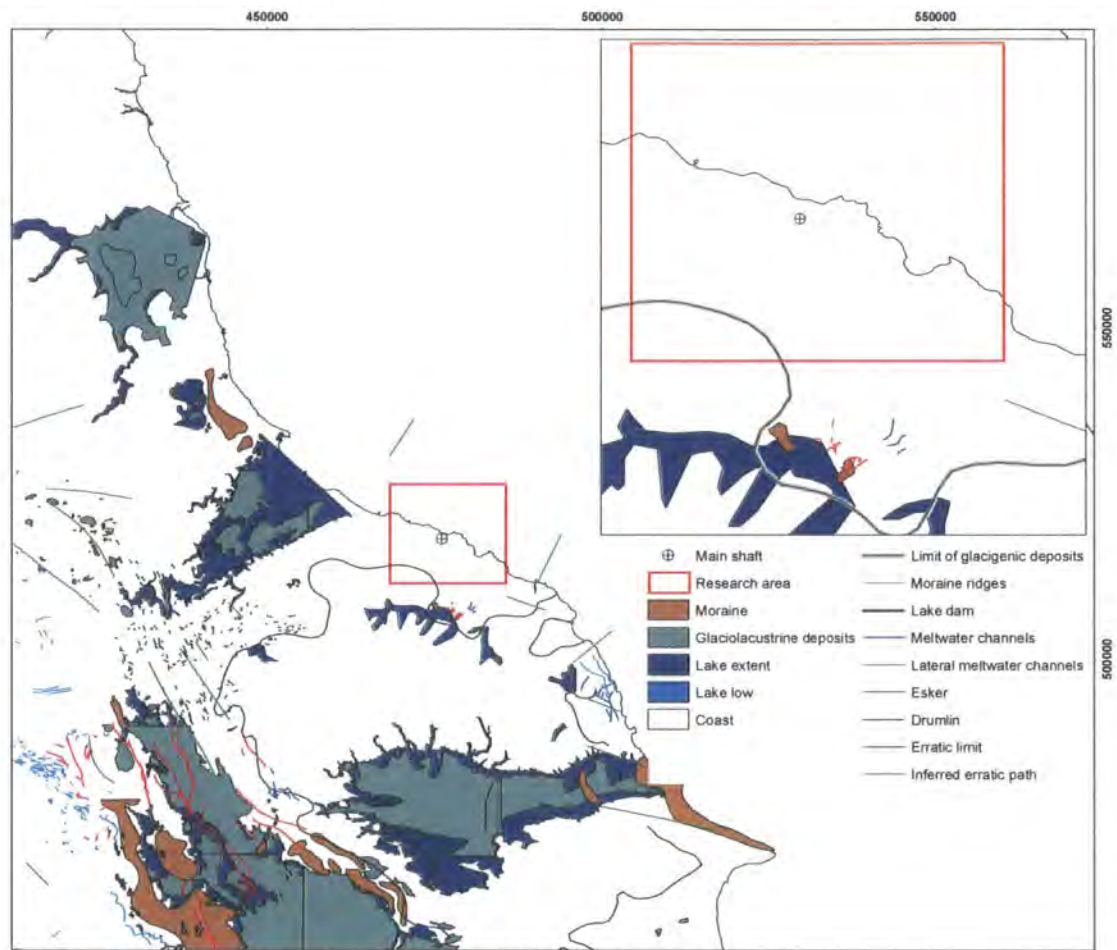 450000
500000
550000
550000
500000
Main shaft
Research area
Moraine
Glaciolacustrine deposits
Lake extent
Lake low
Coast
Limit of glacigenic deposits
Moraine ridges
Lake dam
Meltwater channels
Lateral meltwater channels
Esker
Drumlin
Erratic limit
Inferred erratic path